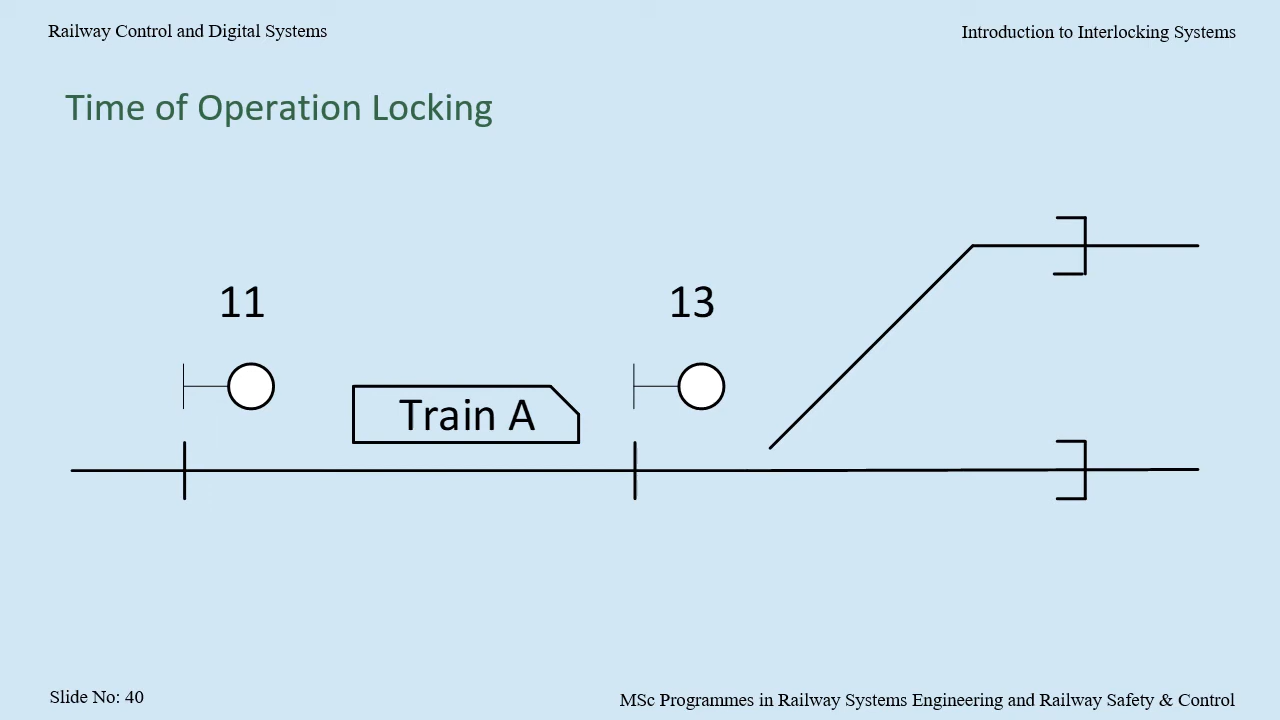 Railway Control and Digital Systems
Introduction to Interlocking Systems
Time of Operation Locking
11
13
Train A
Slide No: 40
MSc Programmes in Railway Systems Engineering and Railway Safety & Control